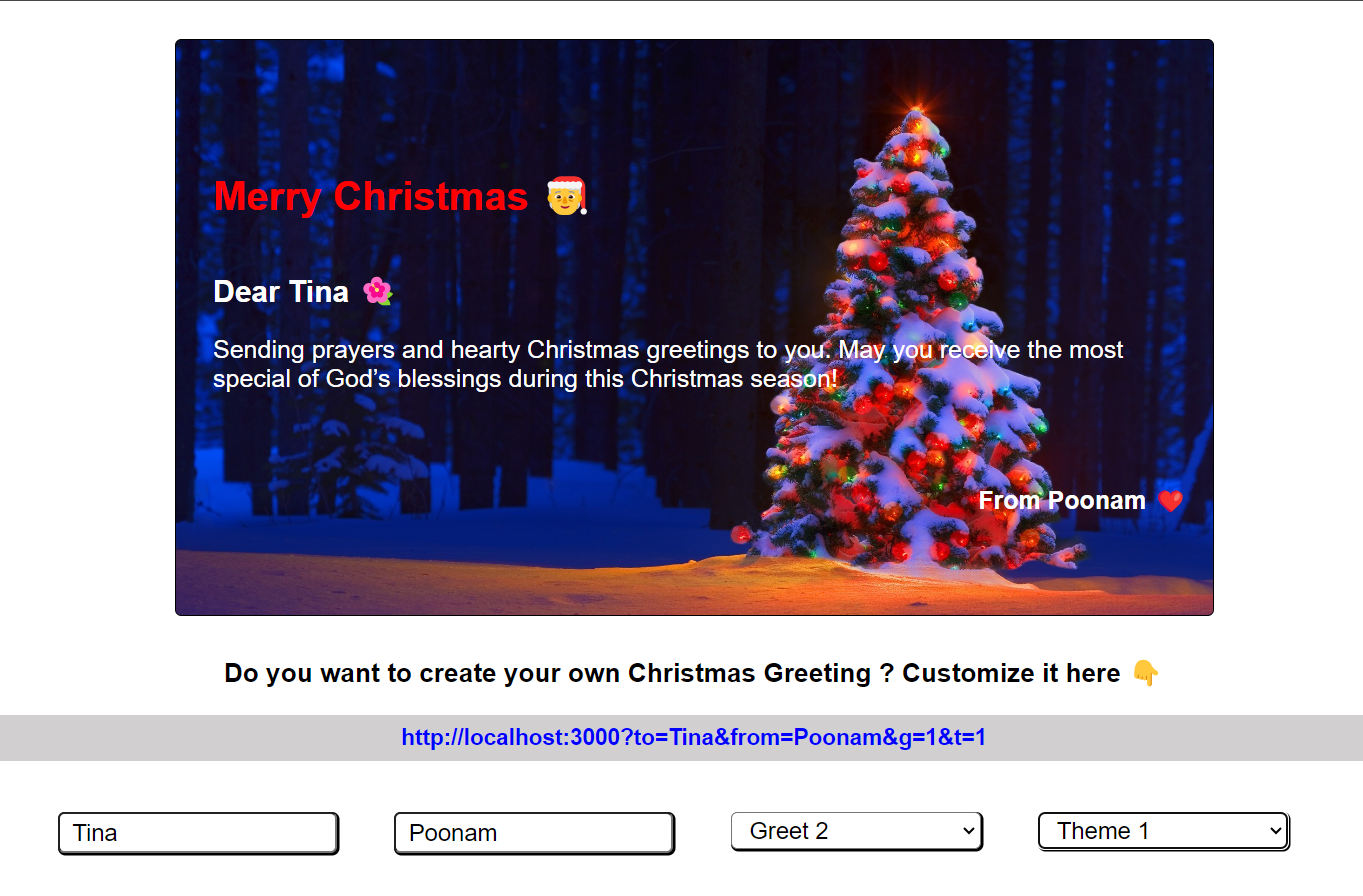 Merry Christmas 🤶
Dear Tina 🌺
Sending prayers and hearty Christmas greetings to you. May you receive the most
special of God’s blessings during this Christmas season!
From Poonam ❤️
Do you want to create your own Christmas Greeting ? Customize it here 👇
http://localhost:3000?to=Tina&from=Poonam&g=1&t=1
Tina
Poonam
Greet 2
Theme 1